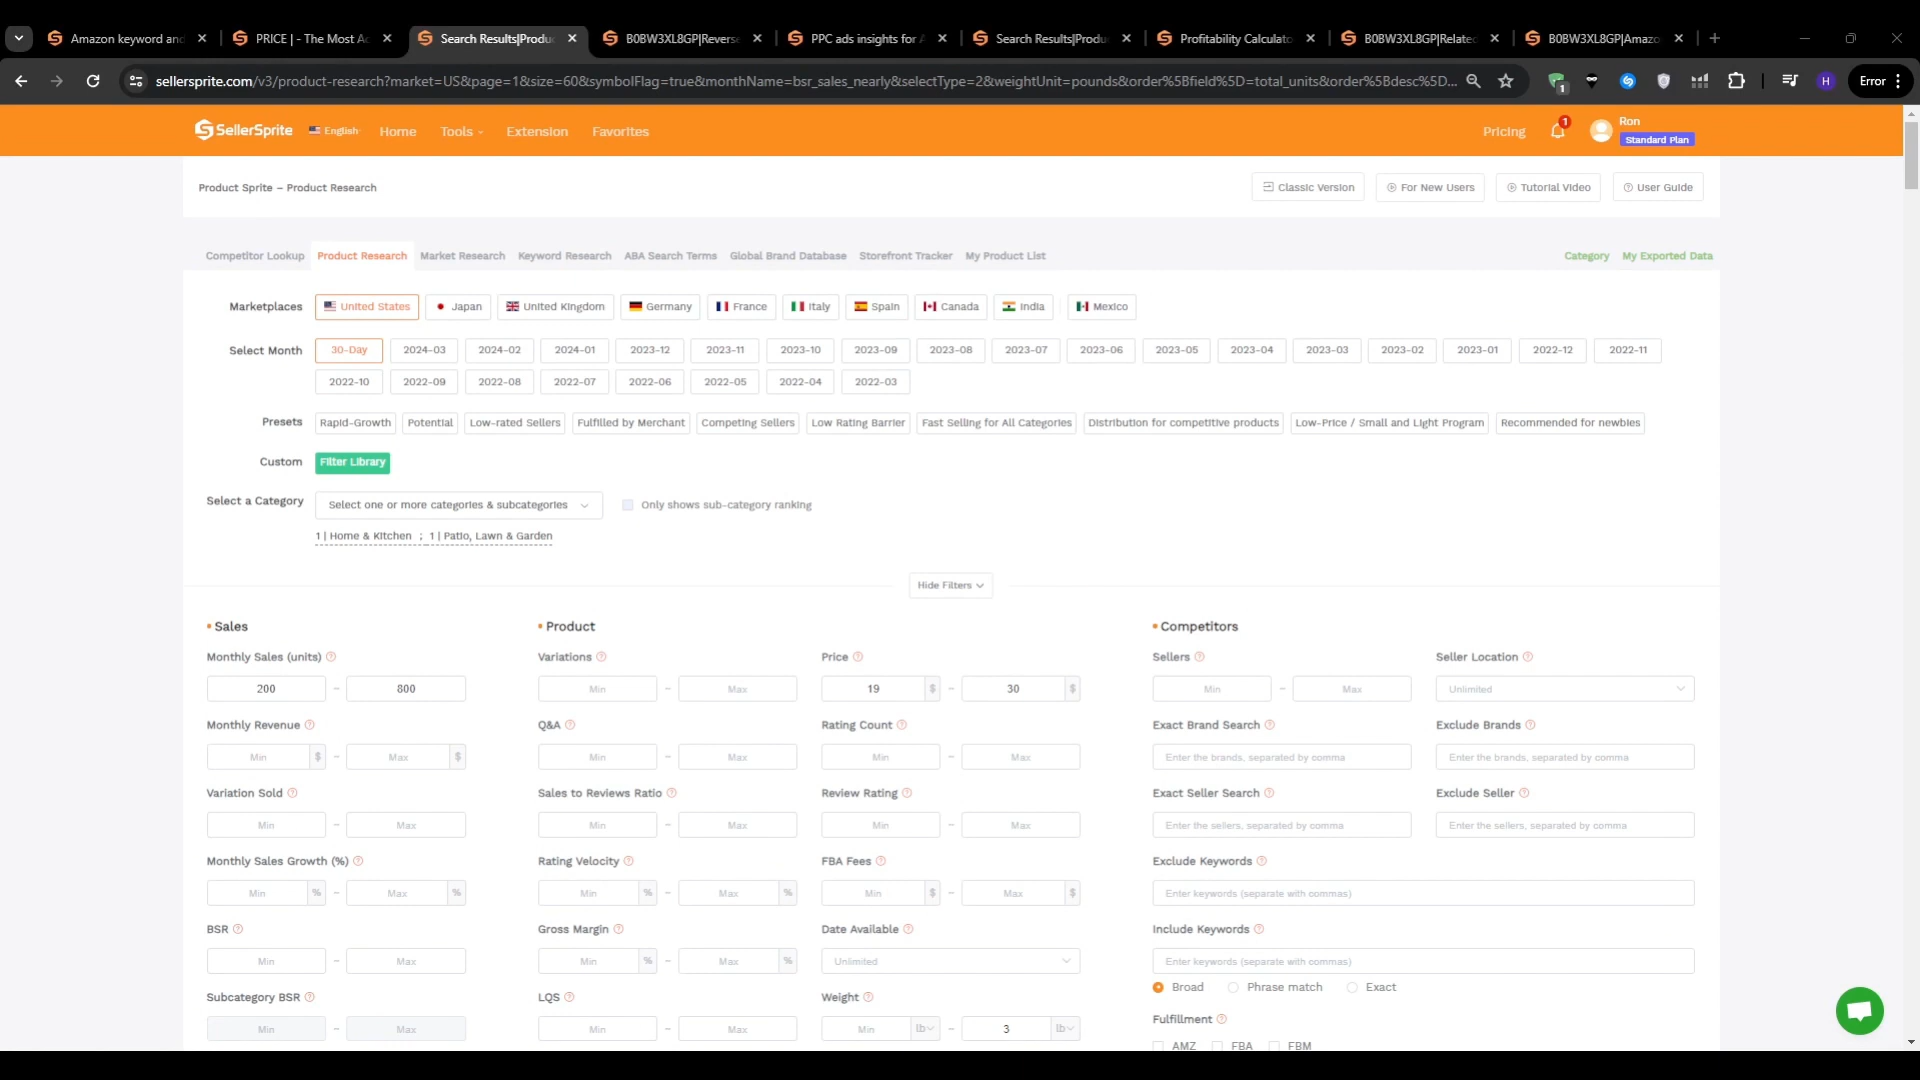 Amazon keyword and
PRICE | - The Most Ac
Search Results|Produc
B0BW3XL8GP|Reverse
PPC ads insights for A
Search Results|Produc
Profitability Calculato
B0BW3XL8GP|Related
B0BW3XL8GP|Amazo
sellersprite.com/v3/product-research?market=US&page=1&size=60&symbolFlag=true&monthName=bsr_sales_nearly&selectType=2&weightUnit=pounds&order%5Bfield%5D=total_units&order%5Bdesc%5D...
1
H
Error
SellerSprite
English
Home
Tools
Extension
Favorites
Pricing
1
Ron
Standard Plan
Product Sprite – Product Research
Classic Version
For New Users
Tutorial Video
User Guide
Competitor Lookup Product Research Market Research Keyword Research ABA Search Terms Global Brand Database Storefront Tracker My Product List
Category My Exported Data
Marketplaces United States Japan United Kingdom Germany France Italy Spain Canada India Mexico
Select Month 30-Day 2024-03 2024-02 2024-01 2023-12 2023-11 2023-10 2023-09 2023-08 2023-07 2023-06 2023-05 2023-04 2023-03 2023-02 2023-01 2022-12 2022-11
2022-10 2022-09 2022-08 2022-07 2022-06 2022-05 2022-04 2022-03
Presets Rapid-Growth Potential Low-rated Sellers Fulfilled by Merchant Competing Sellers Low Rating Barrier Fast Selling for All Categories Distribution for competitive products Low-Price / Small and Light Program Recommended for newbies
Custom Filter Library
Select a Category Select one or more categories & subcategories Only shows sub-category ranking
1 | Home & Kitchen ; 1 | Patio, Lawn & Garden
Hide Filters
Sales Product Competitors
Monthly Sales (units) Variations Price Sellers Seller Location
200 – 800 Min – Max 19 $ – 30 $ Min – Max Unlimited
Monthly Revenue Q&A Rating Count Exact Brand Search Exclude Brands
Min $ – Max $ Min – Max Min – Max Enter the brands, separated by comma Enter the brands, separated by comma
Variation Sold Sales to Reviews Ratio Review Rating Exact Seller Search Exclude Seller
Min – Max Min – Max Min – Max Enter the sellers, separated by comma Enter the sellers, separated by comma
Monthly Sales Growth (%) Rating Velocity FBA Fees Exclude Keywords
Min % – Max % Min % – Max % Min $ – Max $ Enter keywords (separate with commas)
BSR Gross Margin Date Available Include Keywords
Min – Max Min % – Max % Unlimited Enter keywords (separate with commas)
Broad Phrase match Exact
Subcategory BSR LQS Weight
Fulfillment
Min – Max Min – Max Min lb – 3 lb
AMZ FBA FBM